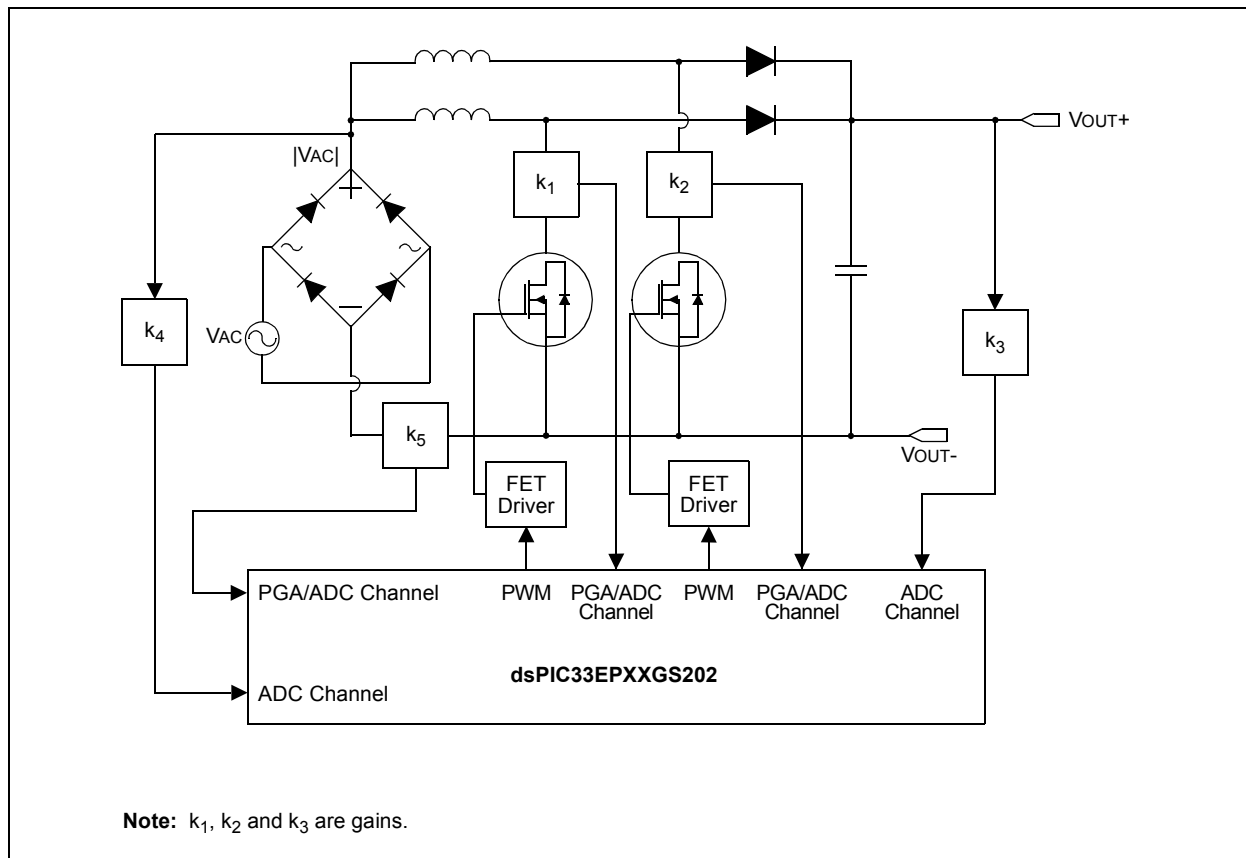 VOUT+
|VAC|
k1
k2
k4
VAC
k3
k5
VOUT-
FET
Driver
FET
Driver
PGA/ADC Channel
PWM
PGA/ADC
Channel
PWM
PGA/ADC
Channel
ADC
Channel
dsPIC33EPXXGS202
ADC Channel
Note: k1, k2 and k3 are gains.